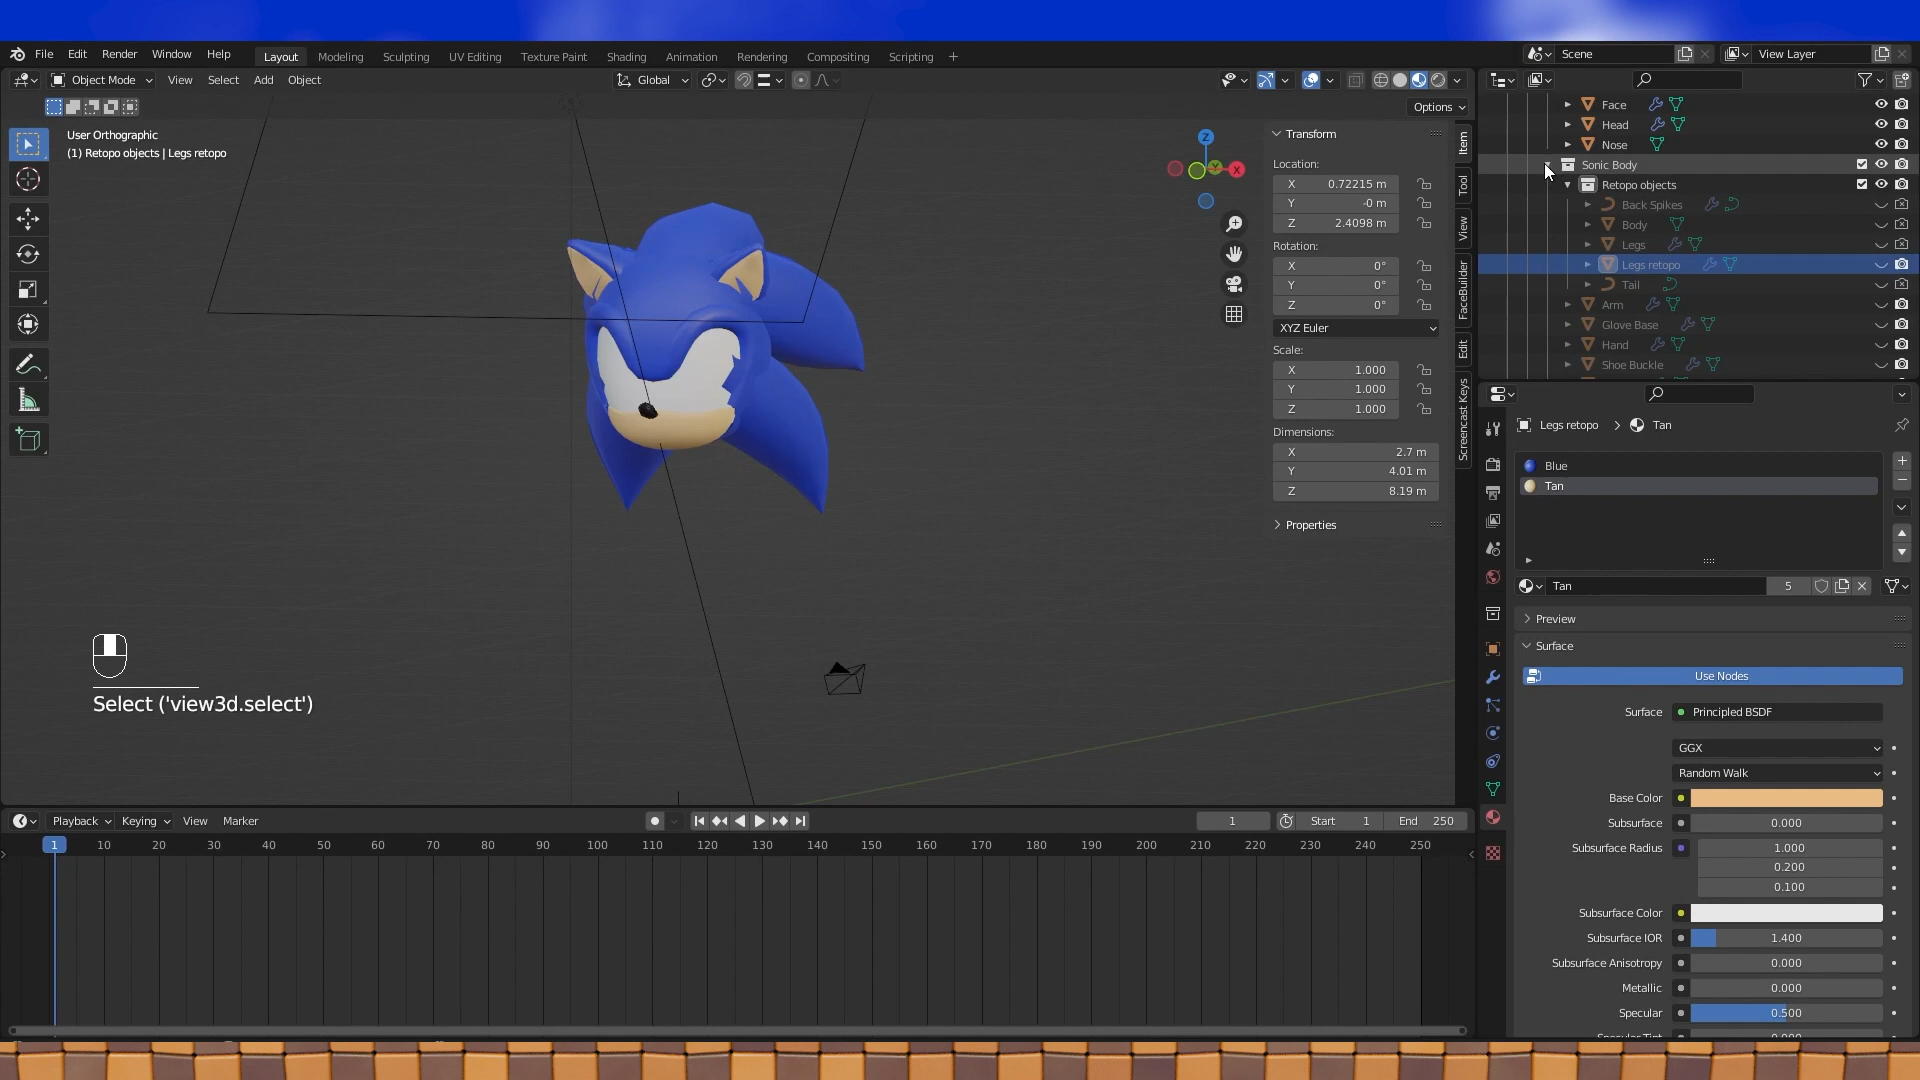 File Edit Render Window Help Layout Modeling Sculpting UV Editing Texture Paint Shading Animation Rendering Compositing Scripting + Scene View Layer
Object Mode View Select Add Object Global
Options
User Orthographic
(1) Retopo objects | Legs retopo
Z
Y
X
Item
Tool
View
FaceBuilder
Edit
Screencast Keys
Transform
Location:
X 0.72215 m
Y -0 m
Z 2.4098 m
Rotation:
X 0°
Y 0°
Z 0°
XYZ Euler
Scale:
X 1.000
Y 1.000
Z 1.000
Dimensions:
X 2.7 m
Y 4.01 m
Z 8.19 m
Properties
Select ('view3d.select')
Face
Head
Nose
Sonic Body
Retopo objects
Back Spikes
Body
Legs
Legs retopo
Tail
Arm
Glove Base
Hand
Shoe Buckle
Legs retopo > Tan
Blue
Tan
Tan 5
Preview
Surface
Use Nodes
Surface Principled BSDF
GGX
Random Walk
Base Color
Subsurface 0.000
Subsurface Radius 1.000
0.200
0.100
Subsurface Color
Subsurface IOR 1.400
Subsurface Anisotropy 0.000
Metallic 0.000
Specular 0.500
Specular Tint 0.000
Playback Keying View Marker 1 Start 1 End 250
1 10 20 30 40 50 60 70 80 90 100 110 120 130 140 150 160 170 180 190 200 210 220 230 240 250